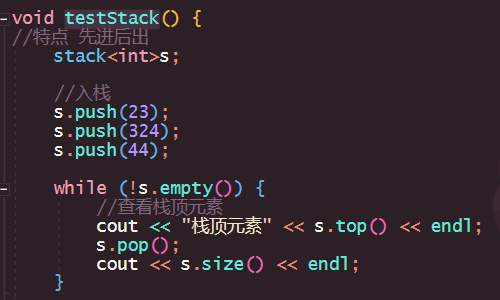 void testStack() {
//特点 先进后出
stack<int>s;
//入栈
s.push(23);
s.push(324);
s.push(44);
while (!s.empty()) {
//查看栈顶元素
cout << "栈顶元素" << s.top() << endl;
s.pop();
cout << s.size() << endl;
}